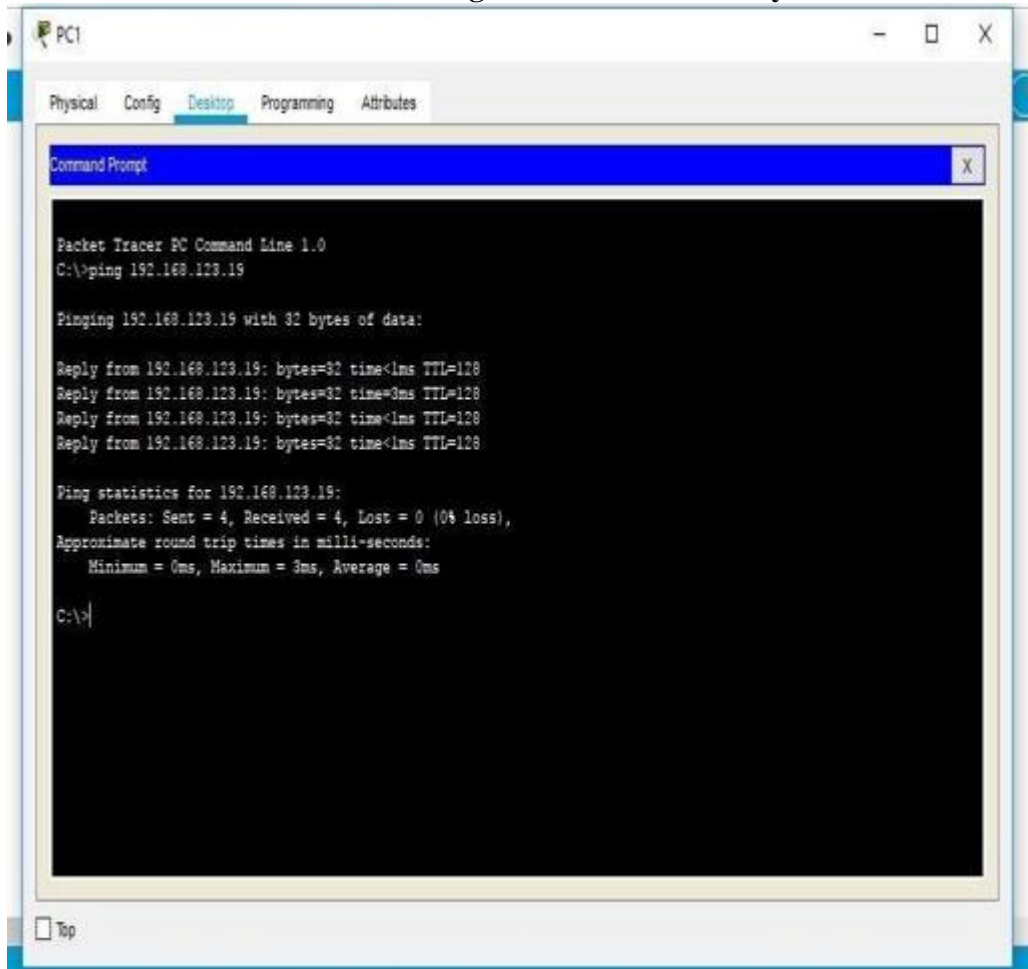 PC1
Physical Config Desktop Programming Attributes
Command Prompt
X
Packet Tracer PC Command Line 1.0
C:\>ping 192.168.123.19
Pinging 192.168.123.19 with 32 bytes of data:
Reply from 192.168.123.19: bytes=32 time<1ms TTL=128
Reply from 192.168.123.19: bytes=32 time=3ms TTL=128
Reply from 192.168.123.19: bytes=32 time<1ms TTL=128
Reply from 192.168.123.19: bytes=32 time<1ms TTL=128
Ping statistics for 192.168.123.19:
Packets: Sent = 4, Received = 4, Lost = 0 (0% loss),
Approximate round trip times in milli-seconds:
Minimum = 0ms, Maximum = 3ms, Average = 0ms
C:\>
Top